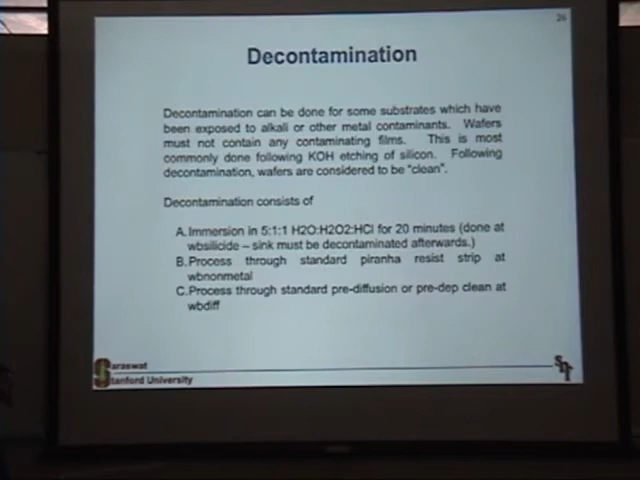 26
Decontamination
Decontamination can be done for some substrates which have
been exposed to alkali or other metal contaminants. Wafers
must not contain any contaminating films. This is most
commonly done following KOH etching of silicon. Following
decontamination, wafers are considered to be "clean".
Decontamination consists of
A. Immersion in 5:1:1 H2O:H2O2:HCl for 20 minutes (done at
wbsilicide – sink must be decontaminated afterwards.)
B. Process through standard piranha resist strip at
wbnonmetal
C. Process through standard pre-diffusion or pre-dep clean at
wbdiff
Saraswat
Stanford University